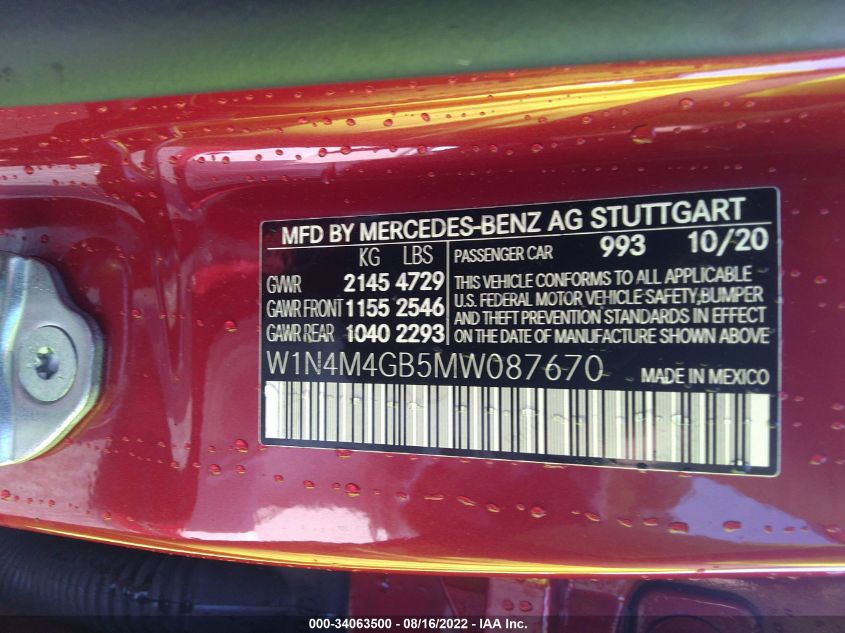 MFD BY MERCEDES-BENZ AG STUTTGART
KG LBS
GVWR 2145 4729
GAWR FRONT 1155 2546
GAWR REAR 1040 2293
PASSENGER CAR 993 10/20
THIS VEHICLE CONFORMS TO ALL APPLICABLE
U.S. FEDERAL MOTOR VEHICLE SAFETY, BUMPER
AND THEFT PREVENTION STANDARDS IN EFFECT
ON THE DATE OF MANUFACTURE SHOWN ABOVE
W1N4M4GB5MW087670 MADE IN MEXICO
000-34063500 - 08/16/2022 - IAA Inc.